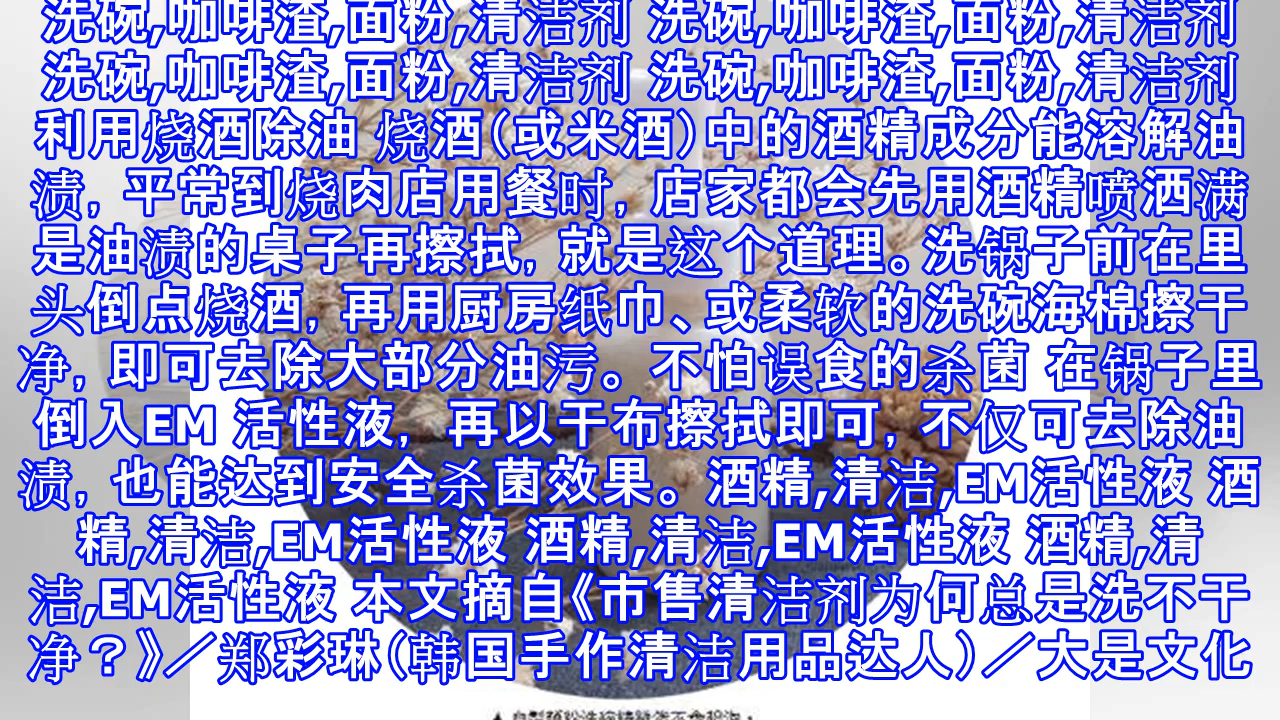 洗碗,咖啡渣,面粉,清洁剂 洗碗,咖啡渣,面粉,清洁剂
洗碗,咖啡渣,面粉,清洁剂 洗碗,咖啡渣,面粉,清洁剂
利用烧酒除油 烧酒(或米酒)中的酒精成分能溶解油
渍, 平常到烧肉店用餐时, 店家都会先用酒精喷洒满
是油渍的桌子再擦拭, 就是这个道理。洗锅子前在里
头倒点烧酒, 再用厨房纸巾、或柔软的洗碗海棉擦干
净, 即可去除大部分油污。不怕误食的杀菌 在锅子里
倒入EM 活性液, 再以干布擦拭即可, 不仅可去除油
渍, 也能达到安全杀菌效果。酒精,清洁,EM活性液 酒
精,清洁,EM活性液 酒精,清洁,EM活性液 酒精,清
洁,EM活性液 本文摘自《市售清洁剂为何总是洗不干
净?》／郑彩琳(韩国手作清洁用品达人)／大是文化